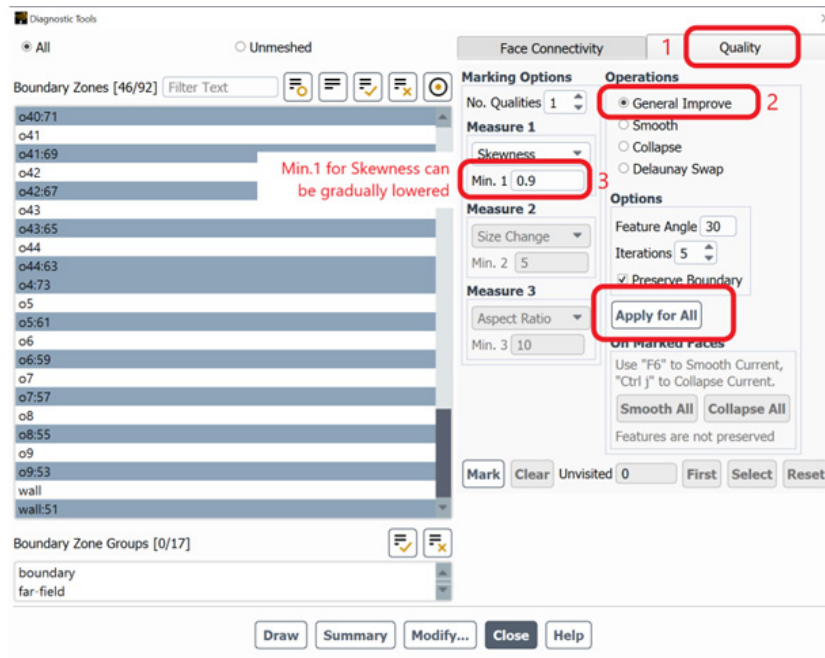 Diagnostic Tools
All
Unmeshed
Boundary Zones [46/92]
Filter Text
o40:71
o41
o41:69
o42
o42:67
o43
o43:65
o44
o44:63
o4:73
o5
o5:61
o6
o6:59
o7
o7:57
o8
o8:55
o9
o9:53
wall
wall:51
Boundary Zone Groups [0/17]
boundary
far-field
Min.1 for Skewness can
be gradually lowered
Face Connectivity
1
Quality
Marking Options
No. Qualities 1
Measure 1
Skewness
Min. 1 0.9
3
Measure 2
Size Change
Min. 2 5
Measure 3
Aspect Ratio
Min. 3 10
Operations
General Improve
2
Smooth
Collapse
Delaunay Swap
Options
Feature Angle 30
Iterations 5
Preserve Boundary
Apply for All
On Marked Faces
Use "F6" to Smooth Current,
"Ctrl j" to Collapse Current.
Smooth All Collapse All
Features are not preserved
Mark Clear Unvisited 0 First Select Reset
Draw Summary Modify... Close Help